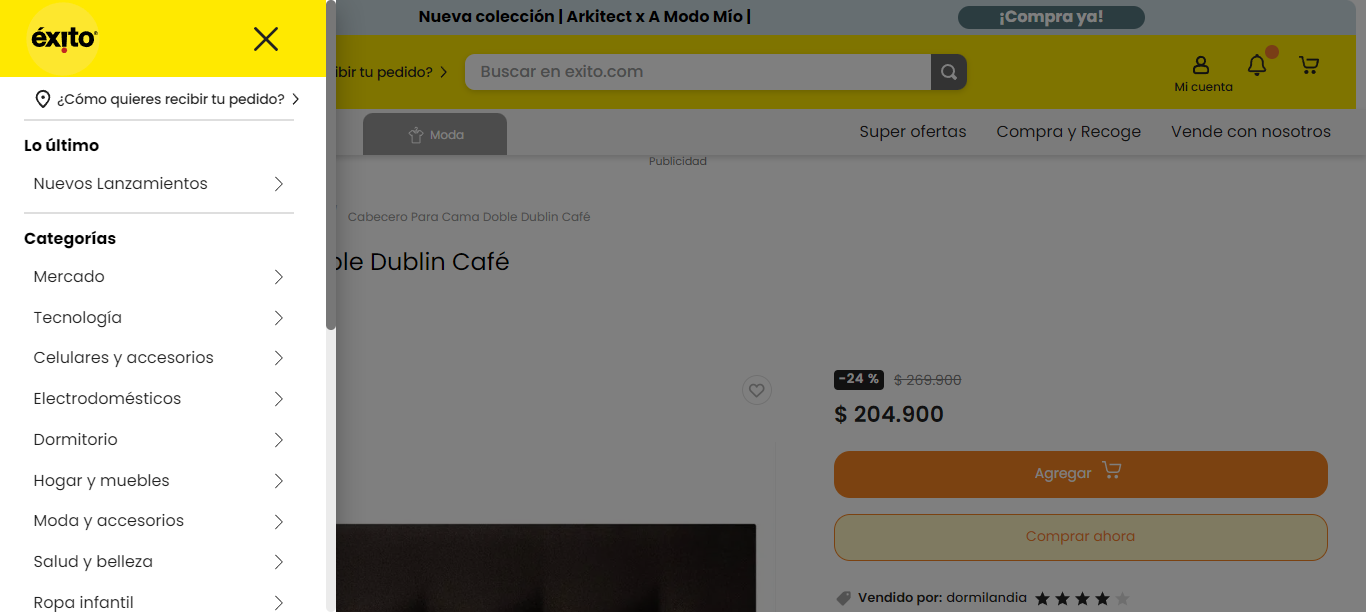 éxito
¿Cómo quieres recibir tu pedido?
Lo último
Nuevos Lanzamientos
Categorías
Mercado
Tecnología
Celulares y accesorios
Electrodomésticos
Dormitorio
Hogar y muebles
Moda y accesorios
Salud y belleza
Ropa infantil
Nueva colección | Arkitect x A Modo Mío |
¡Compra ya!
ibir tu pedido?
Buscar en exito.com
Mi cuenta
Moda
Super ofertas
Compra y Recoge
Vende con nosotros
Publicidad
Cabecero Para Cama Doble Dublin Café
ble Dublin Café
-24 % $ 269.900
$ 204.900
Agregar
Comprar ahora
Vendido por: dormilandia